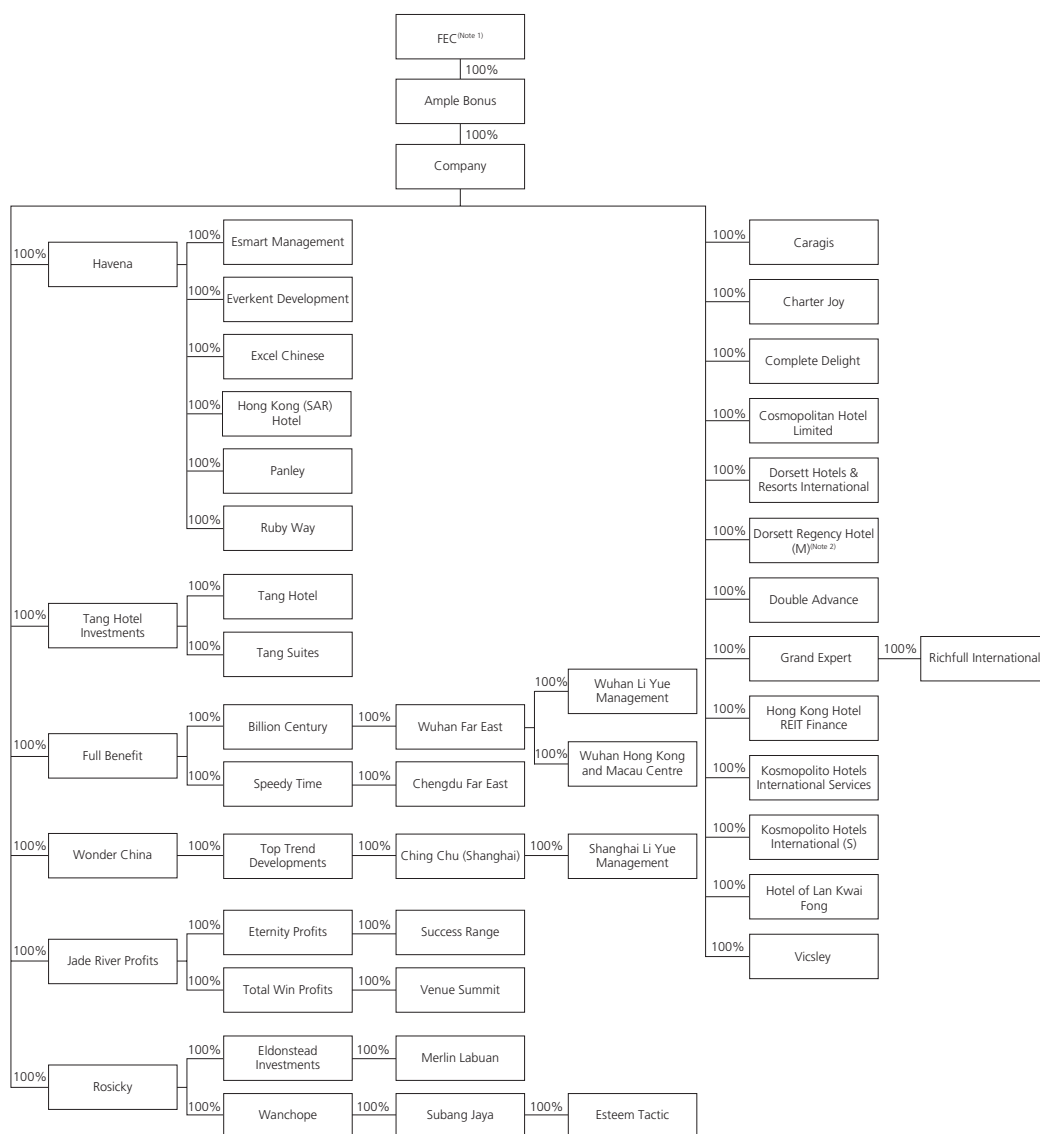 FEC(Note 1)
100%
Ample Bonus
100%
Company
100%
Havena
100%
Esmart Management
100%
Everkent Development
100%
Excel Chinese
100%
Hong Kong (SAR)
Hotel
100%
Panley
100%
Ruby Way
100%
Tang Hotel
Investments
100%
Tang Hotel
100%
Tang Suites
100%
Full Benefit
100%
Billion Century
100%
Wuhan Far East
100%
Wuhan Li Yue
Management
100%
Wuhan Hong Kong
and Macau Centre
100%
Speedy Time
100%
Chengdu Far East
100%
Wonder China
100%
Top Trend
Developments
100%
Ching Chu (Shanghai)
100%
Shanghai Li Yue
Management
100%
Jade River Profits
100%
Eternity Profits
100%
Success Range
100%
Total Win Profits
100%
Venue Summit
100%
Rosicky
100%
Eldonstead
Investments
100%
Merlin Labuan
100%
Wanchope
100%
Subang Jaya
100%
Esteem Tactic
100%
Caragis
100%
Charter Joy
100%
Complete Delight
100%
Cosmopolitan Hotel
Limited
100%
Dorsett Hotels &
Resorts International
100%
Dorsett Regency Hotel
(M)(Note 2)
100%
Double Advance
100%
Grand Expert
100%
Richfull International
100%
Hong Kong Hotel
REIT Finance
100%
Kosmopolito Hotels
International Services
100%
Kosmopolito Hotels
International (S)
100%
Hotel of Lan Kwai
Fong
100%
Vicsley